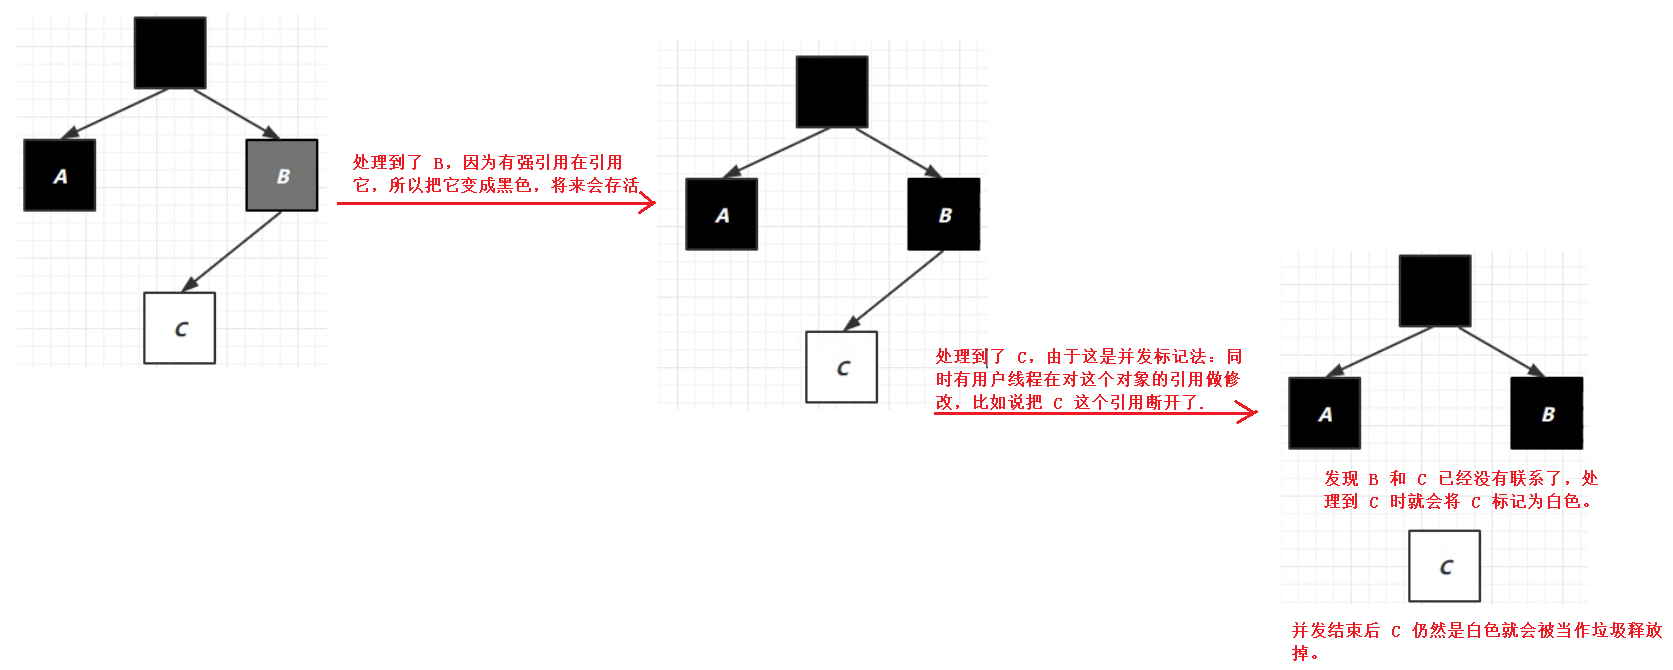 A
B
C
处理到了 B，因为有强引用在引用
它，所以把它变成黑色，将来会存活
A
B
C
处理到了 C，由于这是并发标记法：同
时有用户线程在对这个对象的引用做修
改，比如说把 C 这个引用断开了.
A
B
发现 B 和 C 已经没有联系了，处
理到 C 时就会将 C 标记为白色。
C
并发结束后 C 仍然是白色就会被当作垃圾释放
掉。